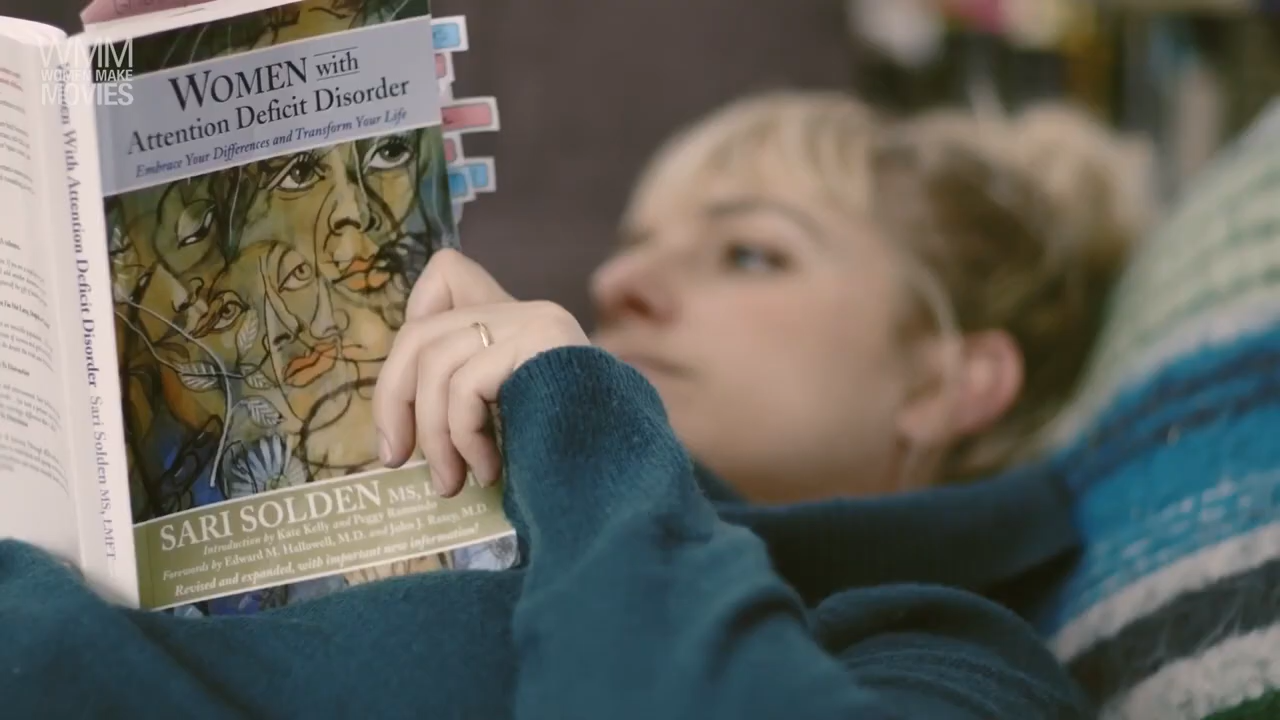 WMM
WOMEN MAKE
MOVIES
WOMEN with
Attention Deficit Disorder
Embrace Your Differences and Transform Your Life
Women With Attention Deficit Disorder Sari Solden MS, LMFT
SARI SOLDEN MS,
Introduction by Kate Kelly and Peggy Ramundo
Forewords by Edward M. Hallowell, M.D. and John J. Ratey, M.D.
Revised and expanded, with important new information!